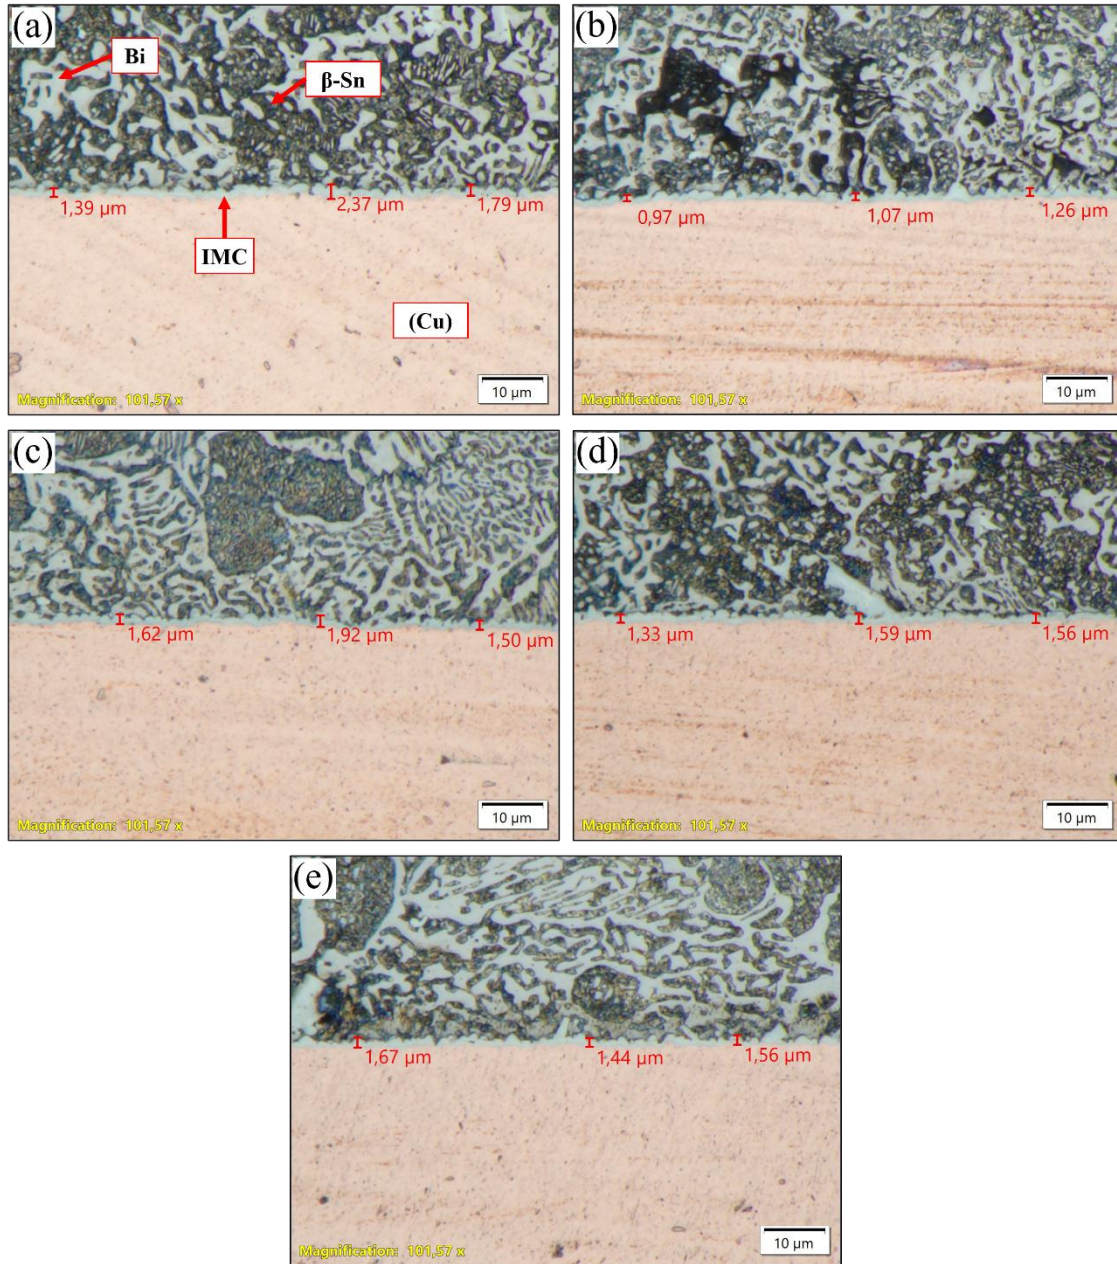 (a)
Bi
β-Sn
1,39 µm
2,37 µm
1,79 µm
IMC
(Cu)
10 µm
Magnification: 101,57 x
(b)
0,97 µm
1,07 µm
1,26 µm
10 µm
Magnification: 101,57 x
(c)
1,62 µm
1,92 µm
1,50 µm
10 µm
Magnification: 101,57 x
(d)
1,33 µm
1,59 µm
1,56 µm
10 µm
Magnification: 101,57 x
(e)
1,67 µm
1,44 µm
1,56 µm
10 µm
Magnification: 101,57 x